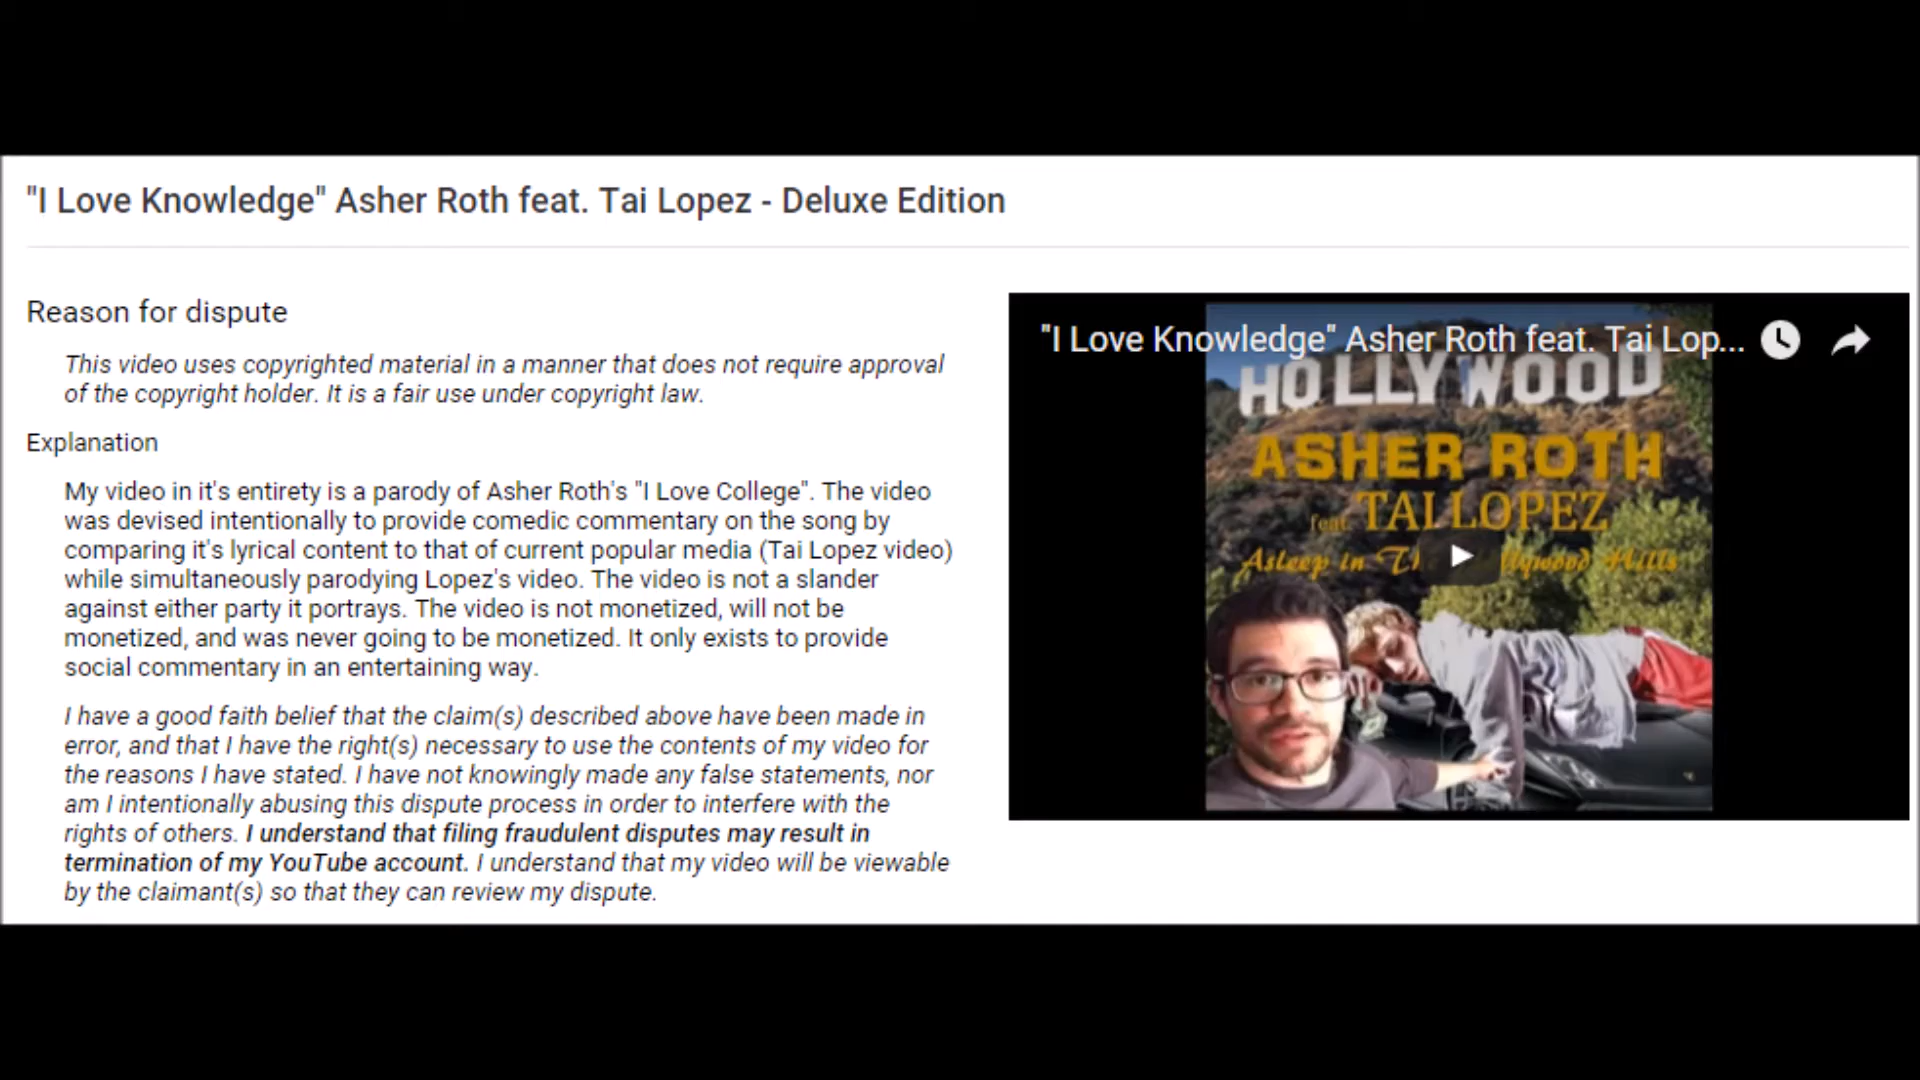 "I Love Knowledge" Asher Roth feat. Tai Lopez - Deluxe Edition
Reason for dispute
This video uses copyrighted material in a manner that does not require approval
of the copyright holder. It is a fair use under copyright law.
Explanation
My video in it's entirety is a parody of Asher Roth's "I Love College". The video
was devised intentionally to provide comedic commentary on the song by
comparing it's lyrical content to that of current popular media (Tai Lopez video)
while simultaneously parodying Lopez's video. The video is not a slander
against either party it portrays. The video is not monetized, will not be
monetized, and was never going to be monetized. It only exists to provide
social commentary in an entertaining way.
I have a good faith belief that the claim(s) described above have been made in
error, and that I have the right(s) necessary to use the contents of my video for
the reasons I have stated. I have not knowingly made any false statements, nor
am I intentionally abusing this dispute process in order to interfere with the
rights of others. I understand that filing fraudulent disputes may result in
termination of my YouTube account. I understand that my video will be viewable
by the claimant(s) so that they can review my dispute.
"I Love Knowledge" Asher Roth feat. Tai Lop...
HOLLYWOOD
ASHER ROTH
feat. TAI LOPEZ
Asleep in Hills